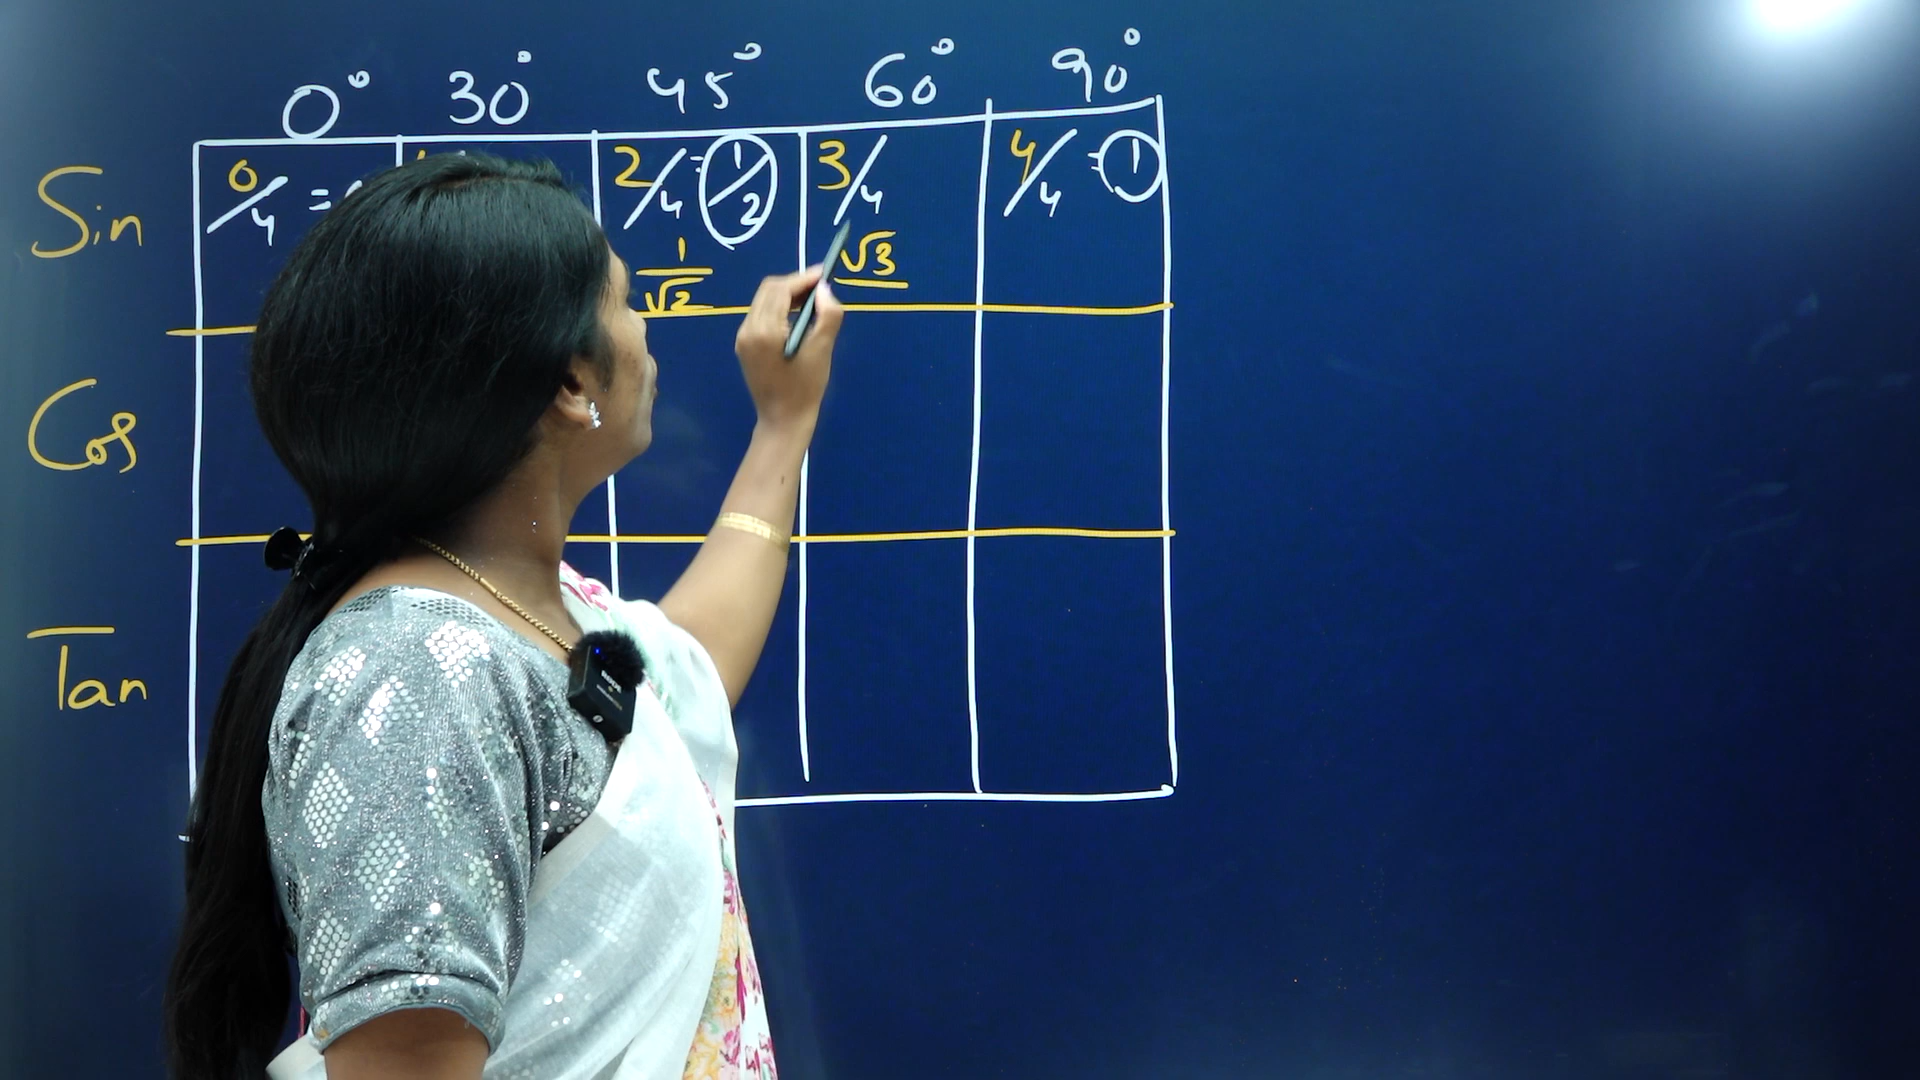 0° 30° 45° 60° 90°
Sin 0/4 = 2/4 = 1/2 3/4 4/4 = 1
1/√2 √3
Cos
Tan
RODE